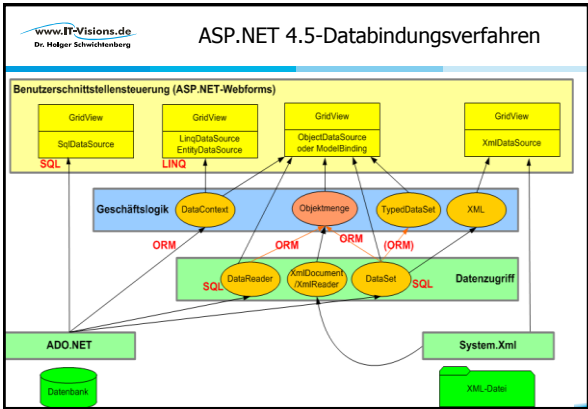 www.IT-Visions.de
Dr. Holger Schwichtenberg
ASP.NET 4.5-Databindungsverfahren
Benutzerschnittstellensteuerung (ASP.NET-Webforms)
GridView
SqlDataSource
GridView
LinqDataSource
EntityDataSource
GridView
ObjectDataSource
oder ModelBinding
GridView
XmlDataSource
SQL
LINQ
Geschäftslogik
DataContext
Objektmenge
TypedDataSet
XML
ORM
ORM
ORM
(ORM)
SQL
DataReader
XmlDocument
/XmlReader
DataSet
SQL
Datenzugriff
ADO.NET
System.Xml
Datenbank
XML-Datei